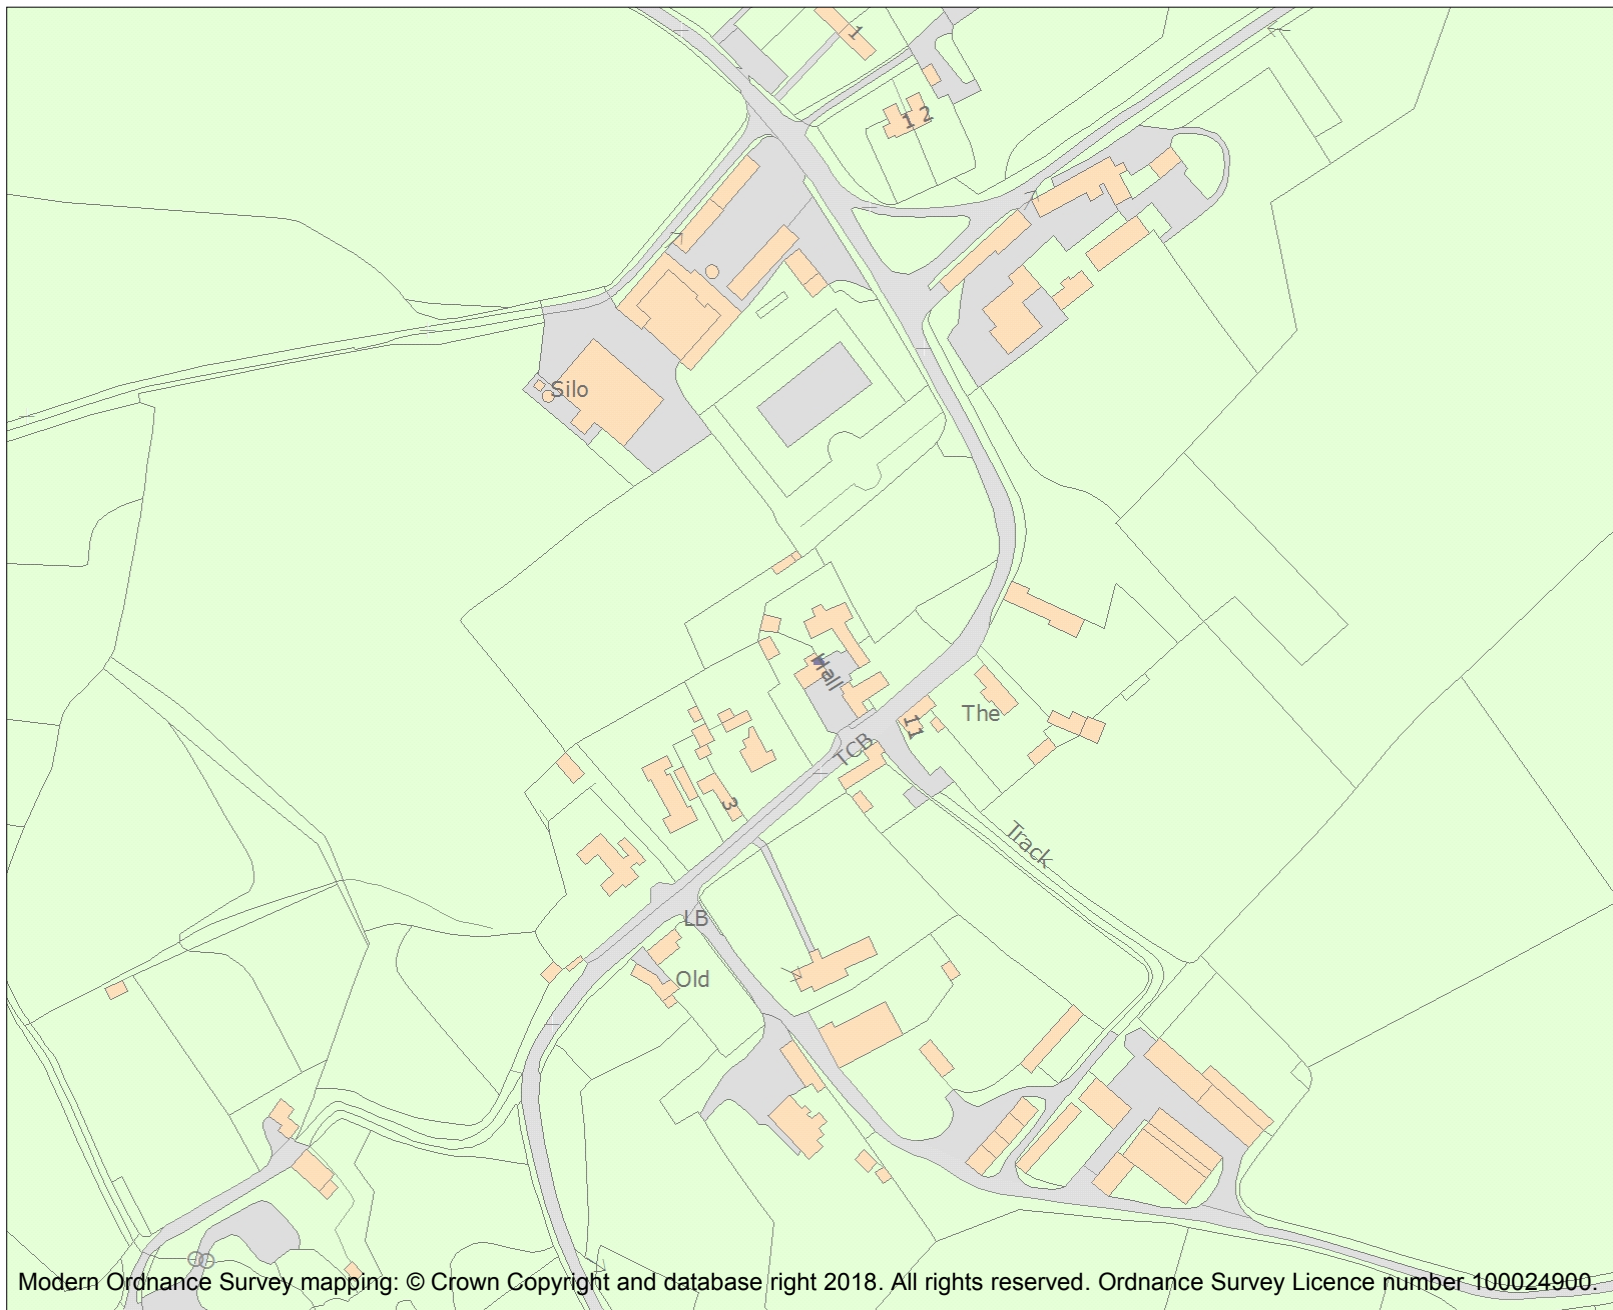 1
1 2
Silo
Hall
The
11
TCB
3
Track
LB
Old
Modern Ordnance Survey mapping: © Crown Copyright and database right 2018. All rights reserved. Ordnance Survey Licence number 100024900.